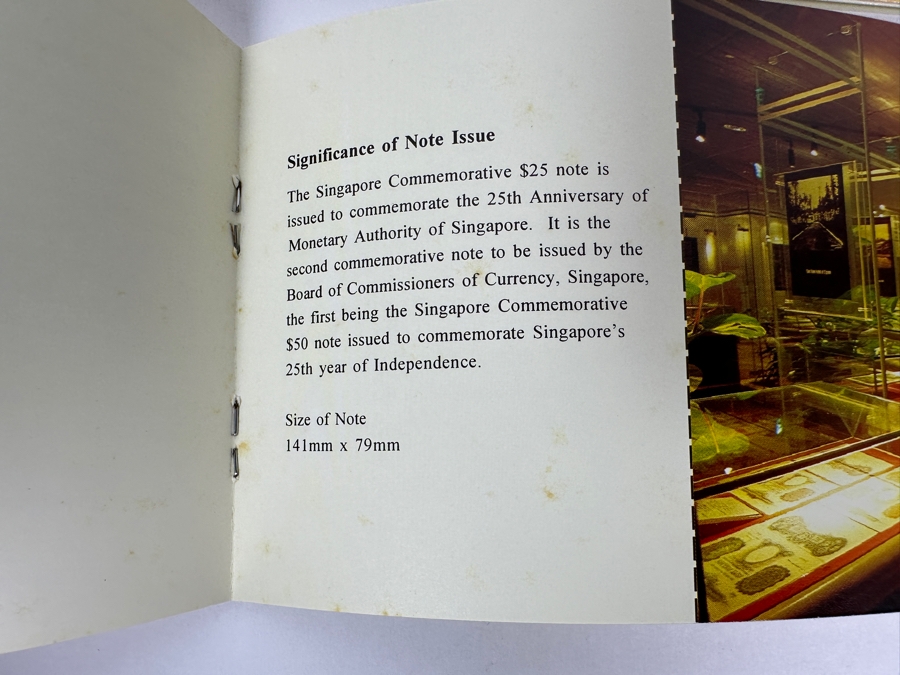 Significance of Note Issue
The Singapore Commemorative $25 note is
issued to commemorate the 25th Anniversary of
Monetary Authority of Singapore. It is the
second commemorative note to be issued by the
Board of Commissioners of Currency, Singapore,
the first being the Singapore Commemorative
$50 note issued to commemorate Singapore's
25th year of Independence.
Size of Note
141mm x 79mm